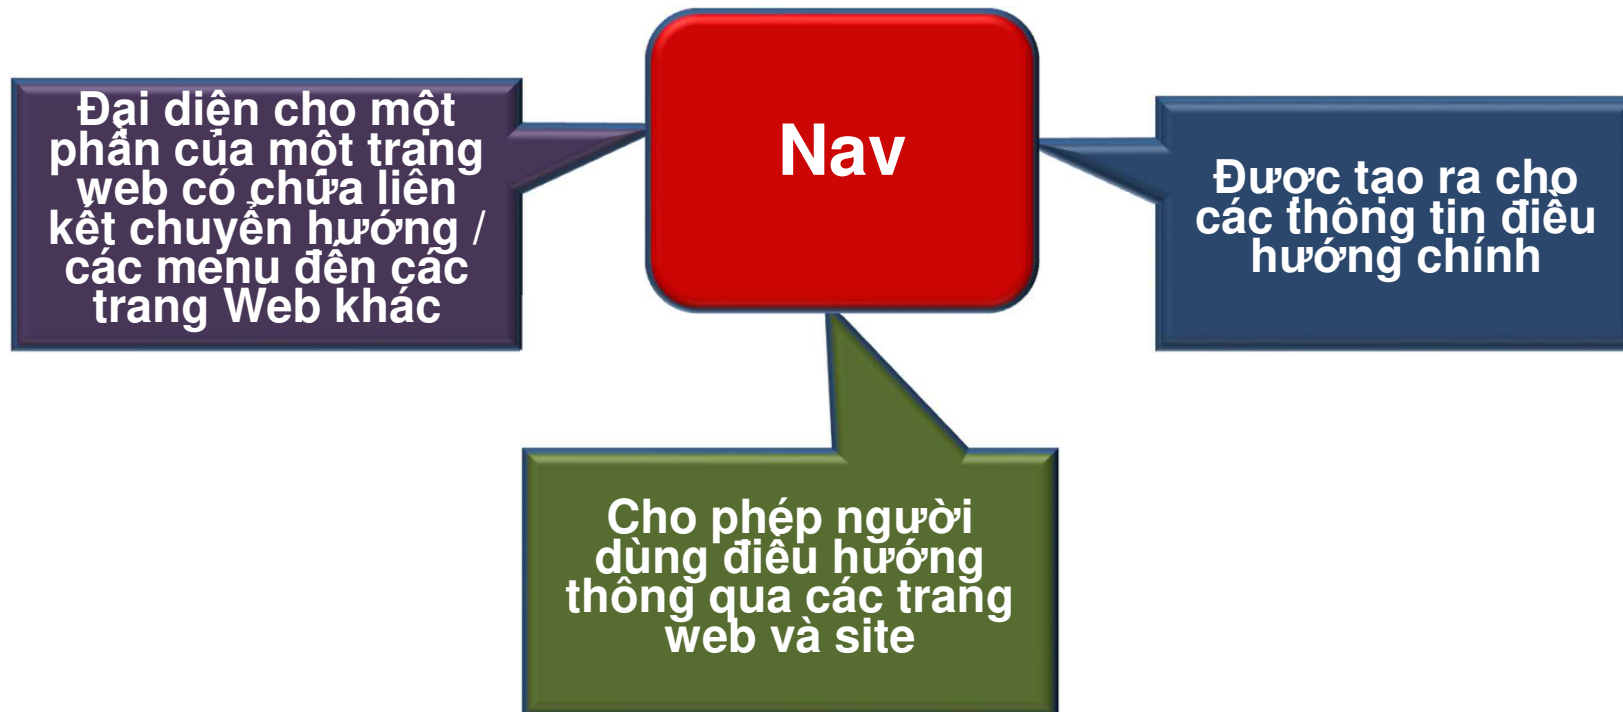 Nav
Đại diện cho một
phần của một trang
web có chứa liên
kết chuyển hướng /
các menu đến các
trang Web khác
Được tạo ra cho
các thông tin điều
hướng chính
Cho phép người
dùng điều hướng
thông qua các trang
web và site